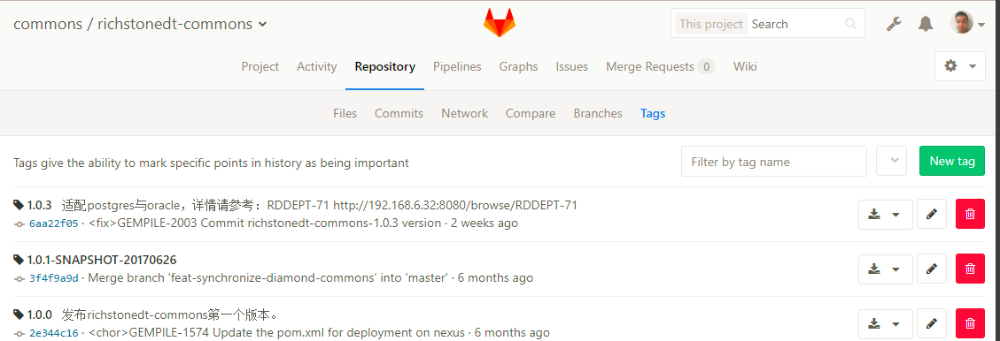 commons / richstonedt-commons
This project Search
Project Activity Repository Pipelines Graphs Issues Merge Requests 0 Wiki
Files Commits Network Compare Branches Tags
Tags give the ability to mark specific points in history as being important
Filter by tag name
New tag
1.0.3 适配postgres与oracle，详情请参考：RDDEPT-71 http://192.168.6.32:8080/browse/RDDEPT-71
6aa22f05 · <fix>GEMPILE-2003 Commit richstonedt-commons-1.0.3 version · 2 weeks ago
1.0.1-SNAPSHOT-20170626
3f4f9a9d · Merge branch 'feat-synchronize-diamond-commons' into 'master' · 6 months ago
1.0.0 发布richstonedt-commons第一个版本。
2e344c16 · <chor>GEMPILE-1574 Update the pom.xml for deployment on nexus · 6 months ago